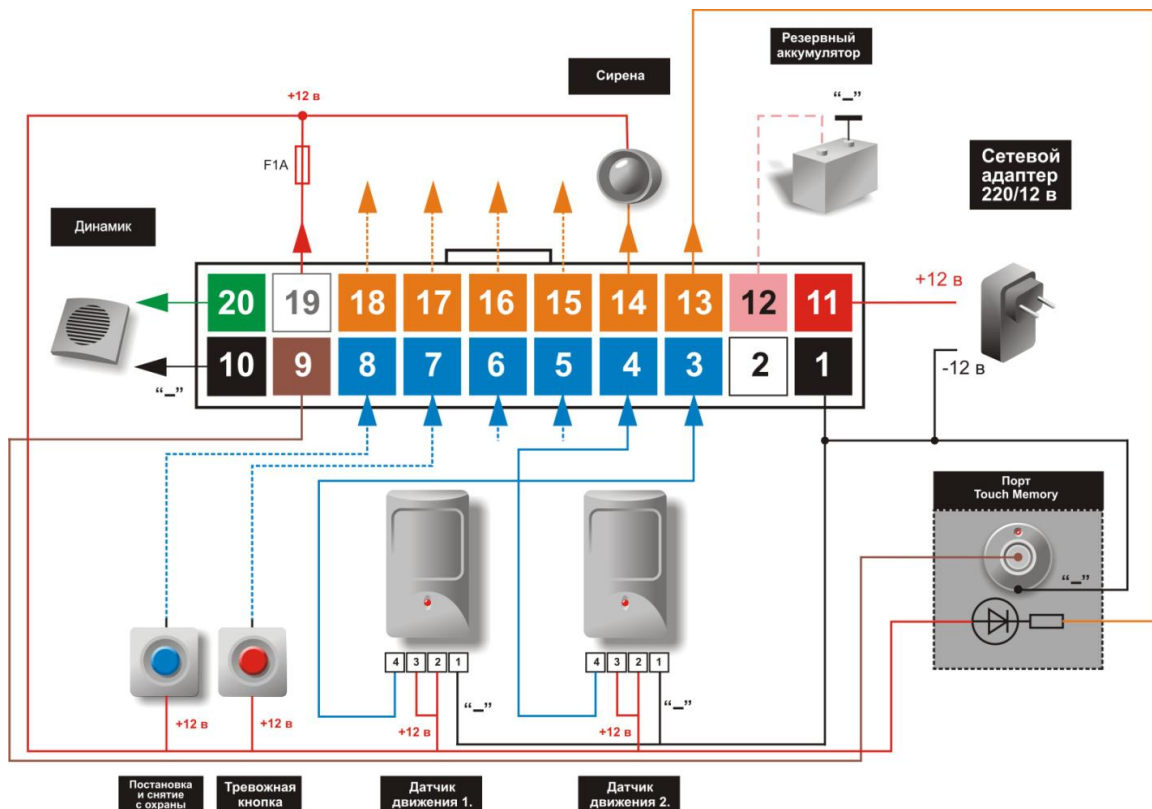 Резервный
аккумулятор
Сирена
“–”
+12 в
F1A
Сетевой
адаптер
220/12 в
Динамик
20 19 18 17 16 15 14 13 12 11
+12 в
10 9 8 7 6 5 4 3 2 1
-12 в
“–”
Порт
Touch Memory
“–”
4 3 2 1
4 3 2 1
“–”
“–”
+12 в
+12 в
+12 в
+12 в
Постановка
и снятие
с охраны
Тревожная
кнопка
Датчик
движения 1.
Датчик
движения 2.